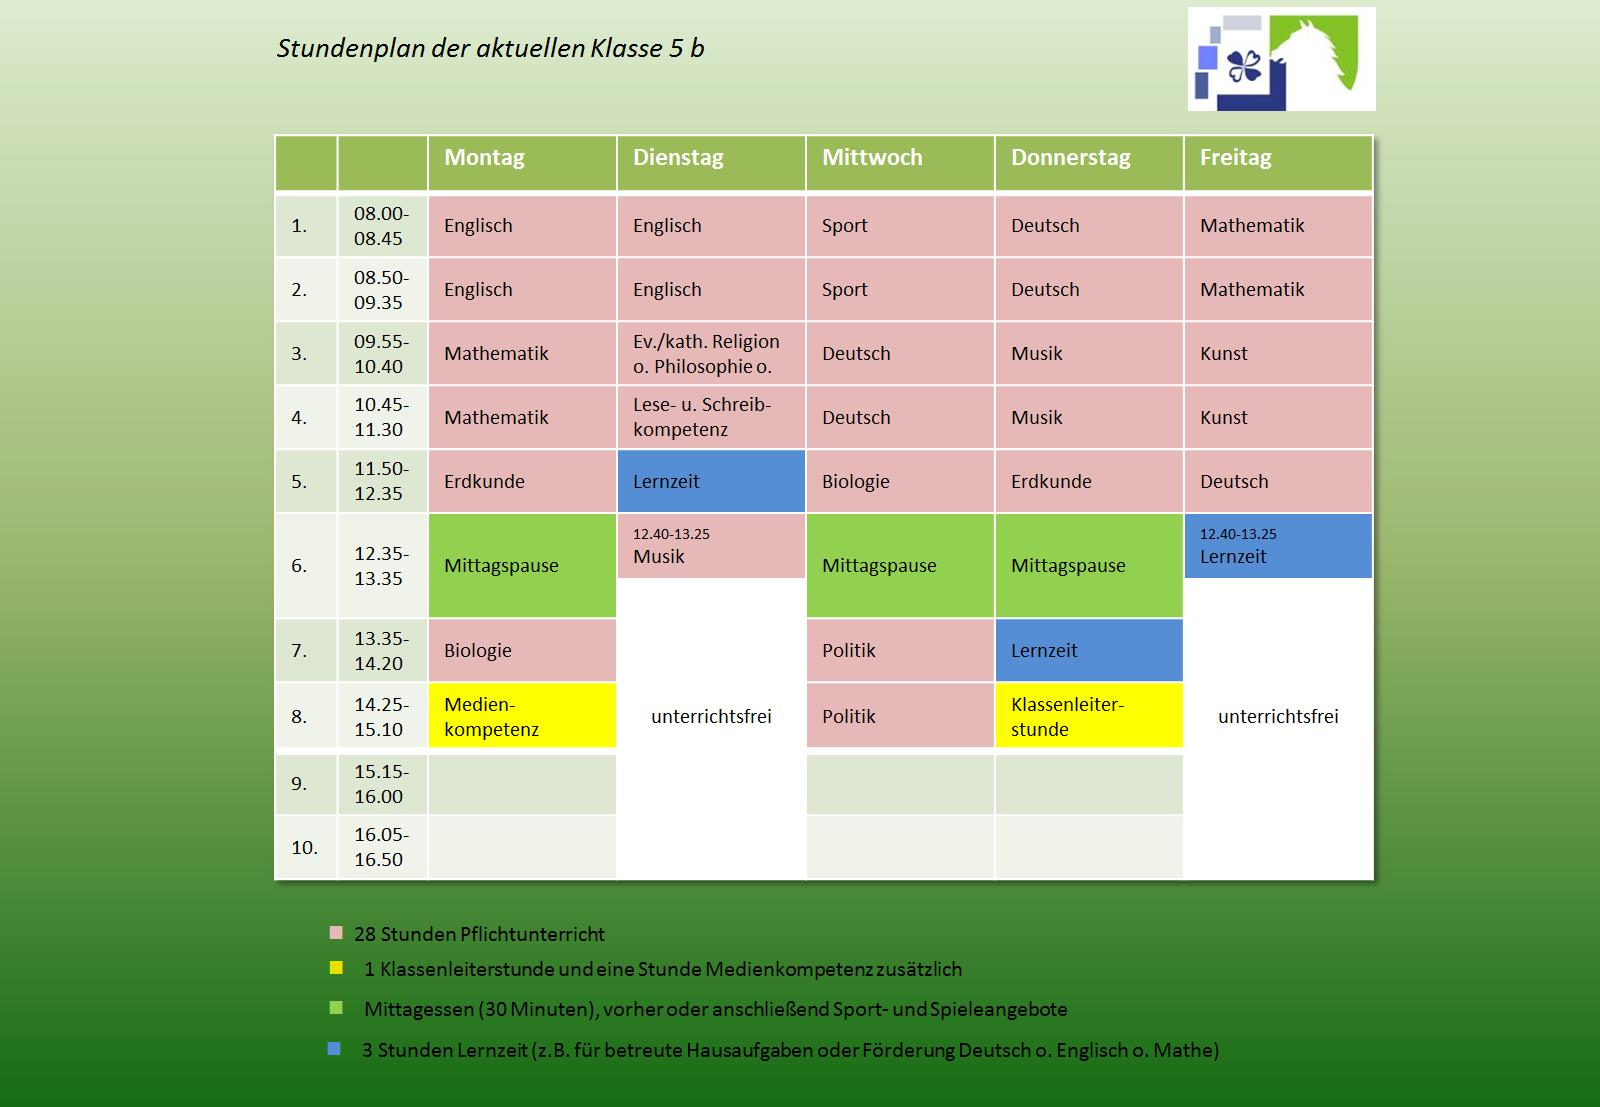 Stundenplan der aktuellen Klasse 5 b
Montag Dienstag Mittwoch Donnerstag Freitag
1. 08.00-08.45 Englisch Englisch Sport Deutsch Mathematik
2. 08.50-09.35 Englisch Englisch Sport Deutsch Mathematik
3. 09.55-10.40 Mathematik Ev./kath. Religion o. Philosophie o. Deutsch Musik Kunst
4. 10.45-11.30 Mathematik Lese- u. Schreib-kompetenz Deutsch Musik Kunst
5. 11.50-12.35 Erdkunde Lernzeit Biologie Erdkunde Deutsch
6. 12.35-13.35 Mittagspause 12.40-13.25 Musik Mittagspause Mittagspause 12.40-13.25 Lernzeit
7. 13.35-14.20 Biologie Politik Lernzeit
8. 14.25-15.10 Medien-kompetenz unterrichtsfrei Politik Klassenleiter-stunde unterrichtsfrei
9. 15.15-16.00
10. 16.05-16.50
28 Stunden Pflichtunterricht
1 Klassenleiterstunde und eine Stunde Medienkompetenz zusätzlich
Mittagessen (30 Minuten), vorher oder anschließend Sport- und Spieleangebote
3 Stunden Lernzeit (z.B. für betreute Hausaufgaben oder Förderung Deutsch o. Englisch o. Mathe)